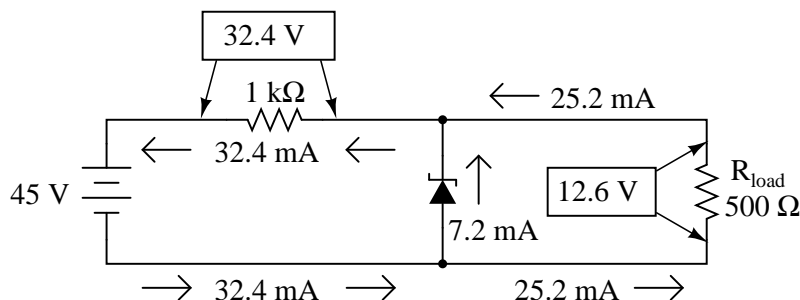 32.4 V
1 kΩ
25.2 mA
32.4 mA
45 V
12.6 V
R_load
500 Ω
7.2 mA
32.4 mA
25.2 mA